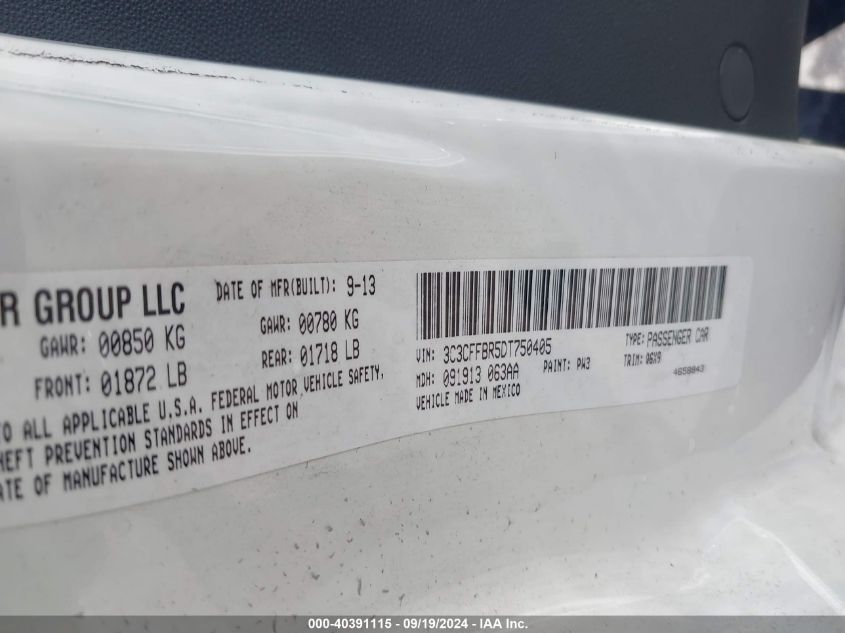 R GROUP LLC
DATE OF MFR(BUILT): 9-13
GAWR: 00850 KG
GAWR: 00780 KG
FRONT: 01872 LB
REAR: 01718 LB
TO ALL APPLICABLE U.S.A. FEDERAL MOTOR VEHICLE SAFETY,
HEFT PREVENTION STANDARDS IN EFFECT ON
ATE OF MANUFACTURE SHOWN ABOVE.
VIN: 3C3CFFBR5DT750405
TYPE: PASSENGER CAR
MDH: 091913 063AA
PAINT: PW3
TRIM: 06X9
VEHICLE MADE IN MEXICO
4658843
000-40391115 - 09/19/2024 - IAA Inc.